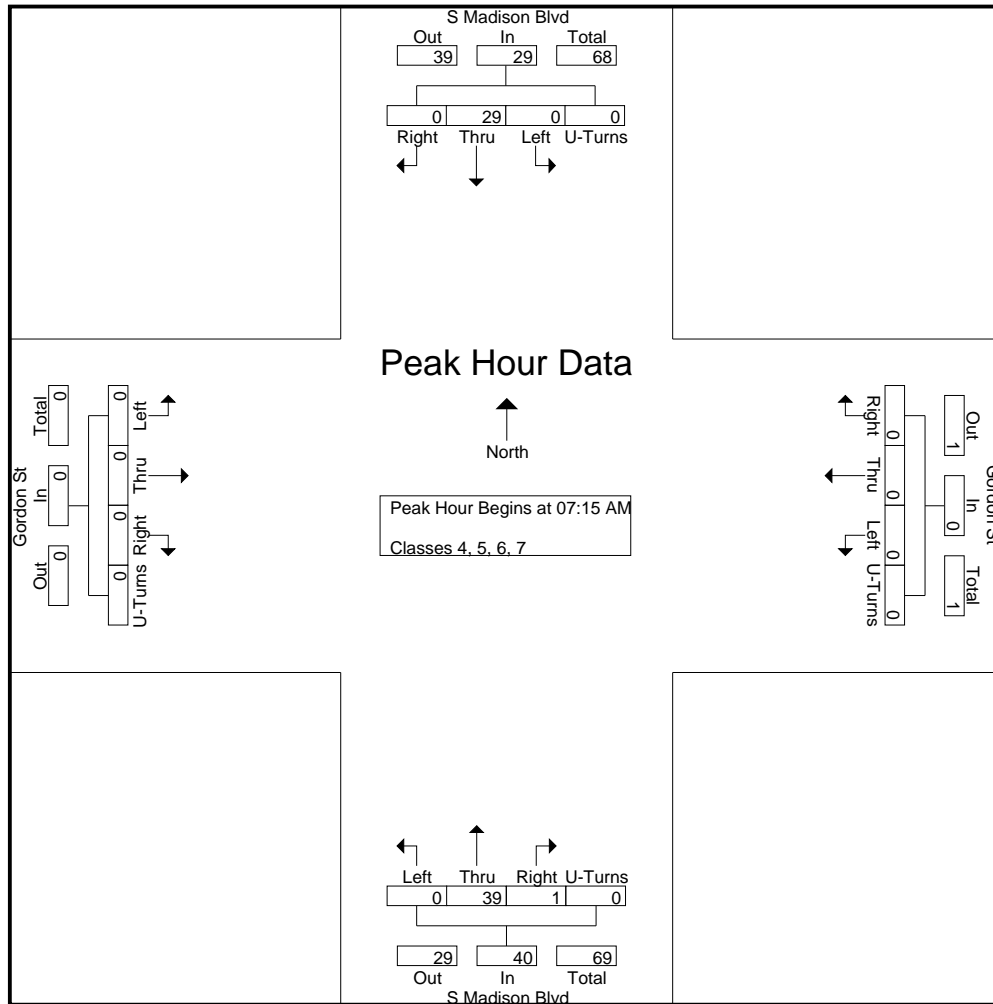 S Madison Blvd
Out In Total
39 29 68
0 29 0 0
Right Thru Left U-Turns
Peak Hour Data
North
Peak Hour Begins at 07:15 AM
Classes 4, 5, 6, 7
Gordon St
Total In Out
0 0 0
0 0 0 0
Left Thru Right U-Turns
Right Thru Left U-Turns
0 0 0 0
Out In Total
1 0 1
Gordon St
Left Thru Right U-Turns
0 39 1 0
29 40 69
Out In Total
S Madison Blvd